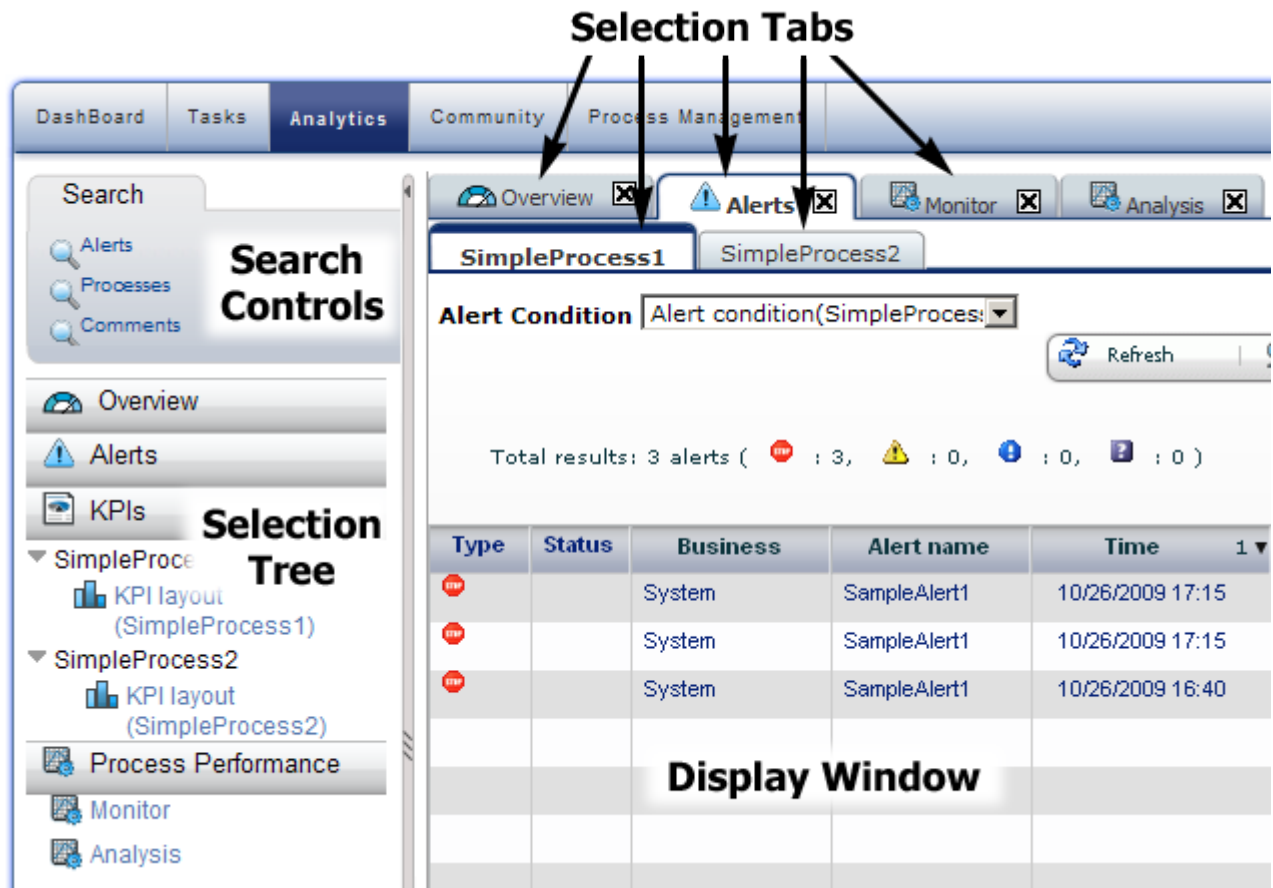 Selection Tabs
DashBoard Tasks Analytics Community Process Management
Search
Alerts
Processes
Comments
Search
Controls
Overview
Alerts
KPIs
Selection
Tree
KPI layout
(SimpleProcess1)
SimpleProcess2
KPI layout
(SimpleProcess2)
Process Performance
Monitor
Analysis
Overview Alerts Monitor Analysis
SimpleProcess1 SimpleProcess2
Alert Condition Alert condition(SimpleProces
Refresh
Total results: 3 alerts ( STOP : 3, : 0, : 0, ? : 0 )
Type Status Business Alert name Time 1
System SampleAlert1 10/26/2009 17:15
System SampleAlert1 10/26/2009 17:15
System SampleAlert1 10/26/2009 16:40
Display Window